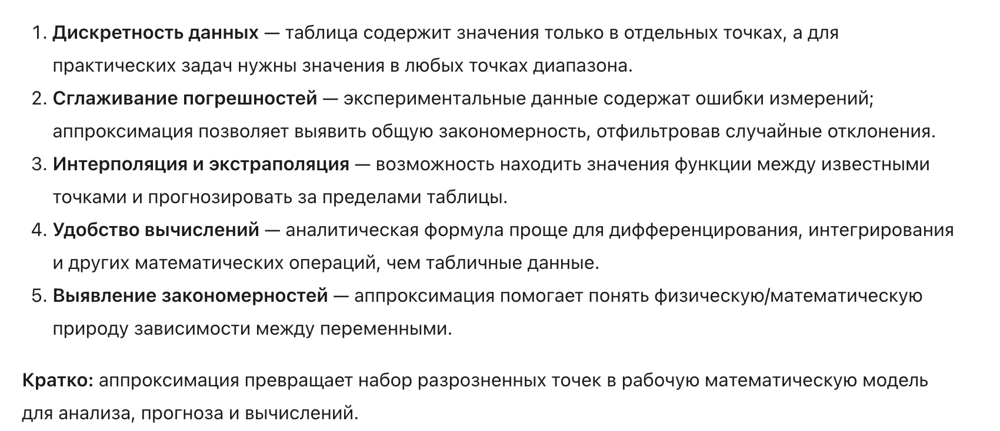 1. Дискретность данных — таблица содержит значения только в отдельных точках, а для
практических задач нужны значения в любых точках диапазона.
2. Сглаживание погрешностей — экспериментальные данные содержат ошибки измерений;
аппроксимация позволяет выявить общую закономерность, отфильтровав случайные отклонения.
3. Интерполяция и экстраполяция — возможность находить значения функции между известными
точками и прогнозировать за пределами таблицы.
4. Удобство вычислений — аналитическая формула проще для дифференцирования, интегрирования
и других математических операций, чем табличные данные.
5. Выявление закономерностей — аппроксимация помогает понять физическую/математическую
природу зависимости между переменными.
Кратко: аппроксимация превращает набор разрозненных точек в рабочую математическую модель
для анализа, прогноза и вычислений.